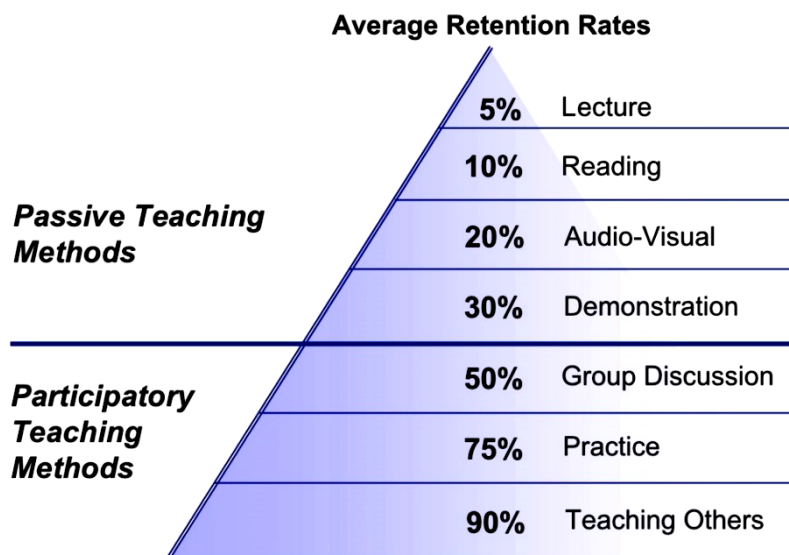 Average Retention Rates
5% Lecture
10% Reading
Passive Teaching
Methods
20% Audio-Visual
30% Demonstration
50% Group Discussion
Participatory
Teaching
Methods
75% Practice
90% Teaching Others